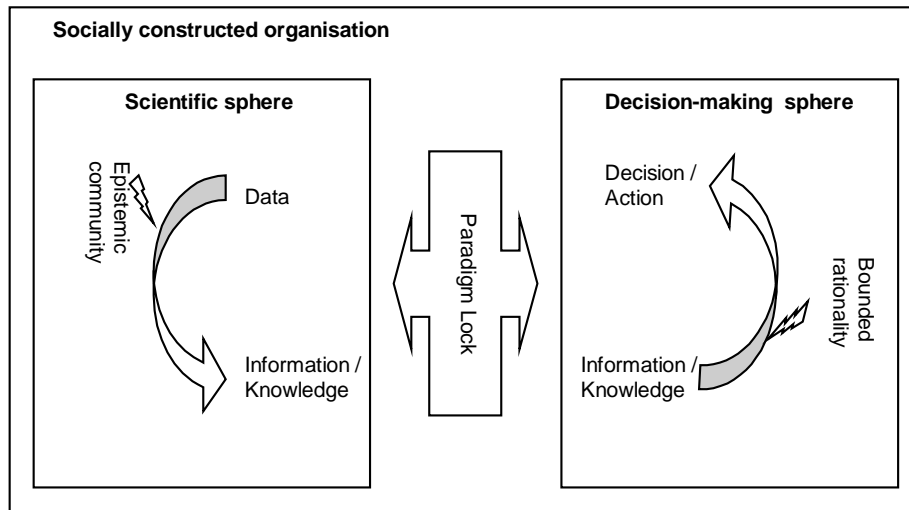 Socially constructed organisation
Scientific sphere
Epistemic
community
Data
Information /
Knowledge
Paradigm Lock
Decision-making sphere
Decision /
Action
Bounded
rationality
Information /
Knowledge